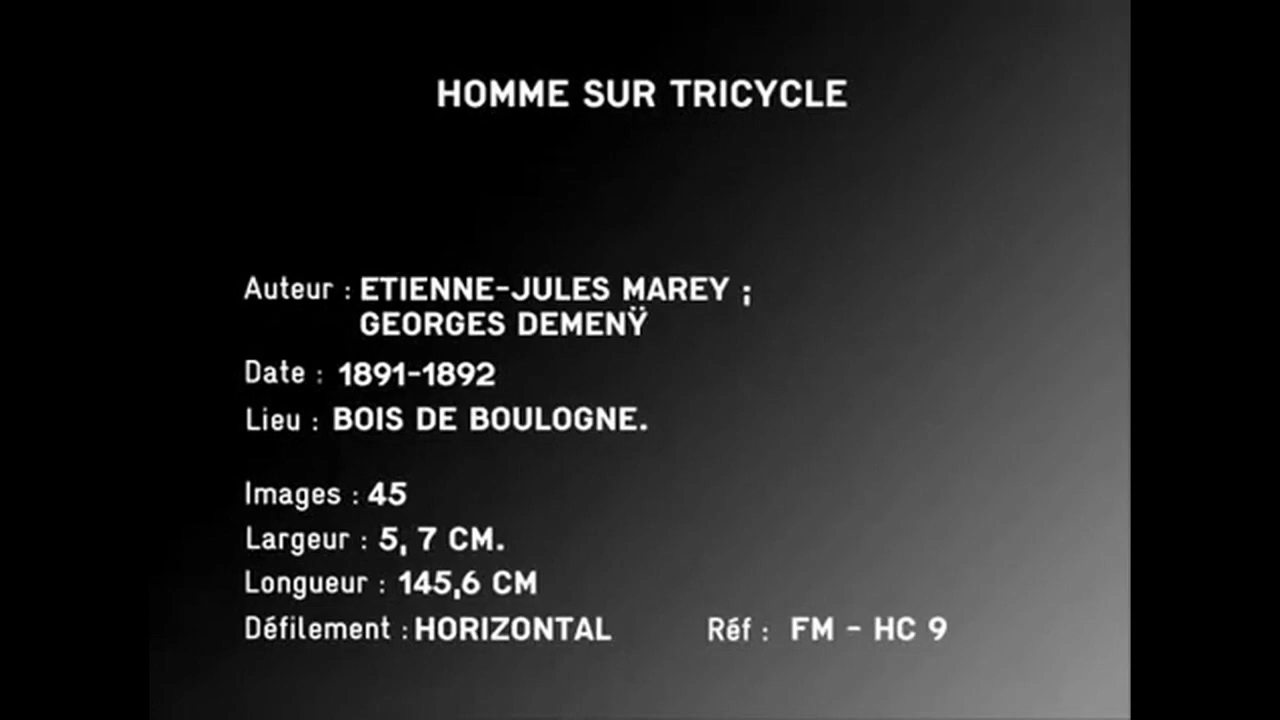 HOMME SUR TRICYCLE
Auteur : ETIENNE-JULES MAREY ;
GEORGES DEMENŸ
Date : 1891-1892
Lieu : BOIS DE BOULOGNE.
Images : 45
Largeur : 5, 7 CM.
Longueur : 145,6 CM
Défilement : HORIZONTAL Réf : FM - HC 9